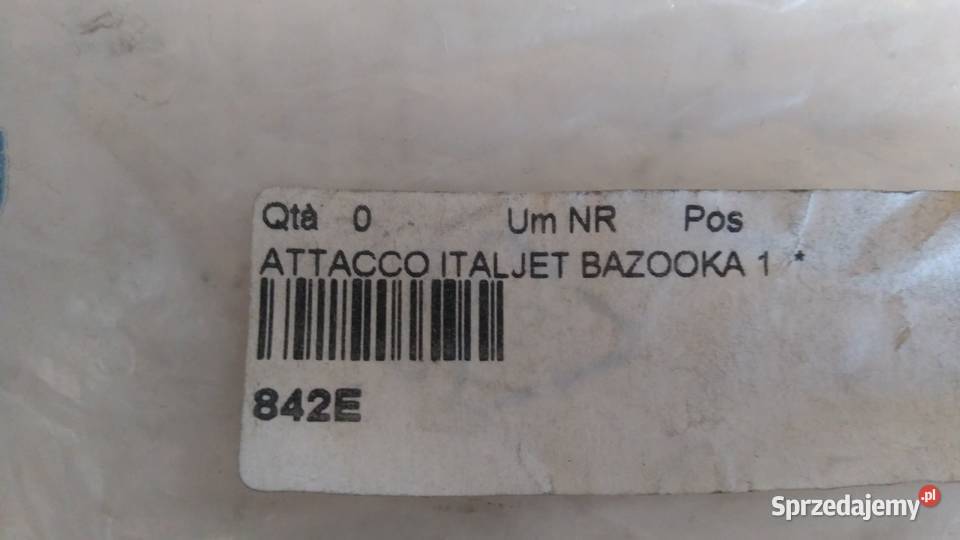 Qtà 0 Um NR Pos
ATTACCO ITALJET BAZOOKA 1 *
842E
Sprzedajemy.pl